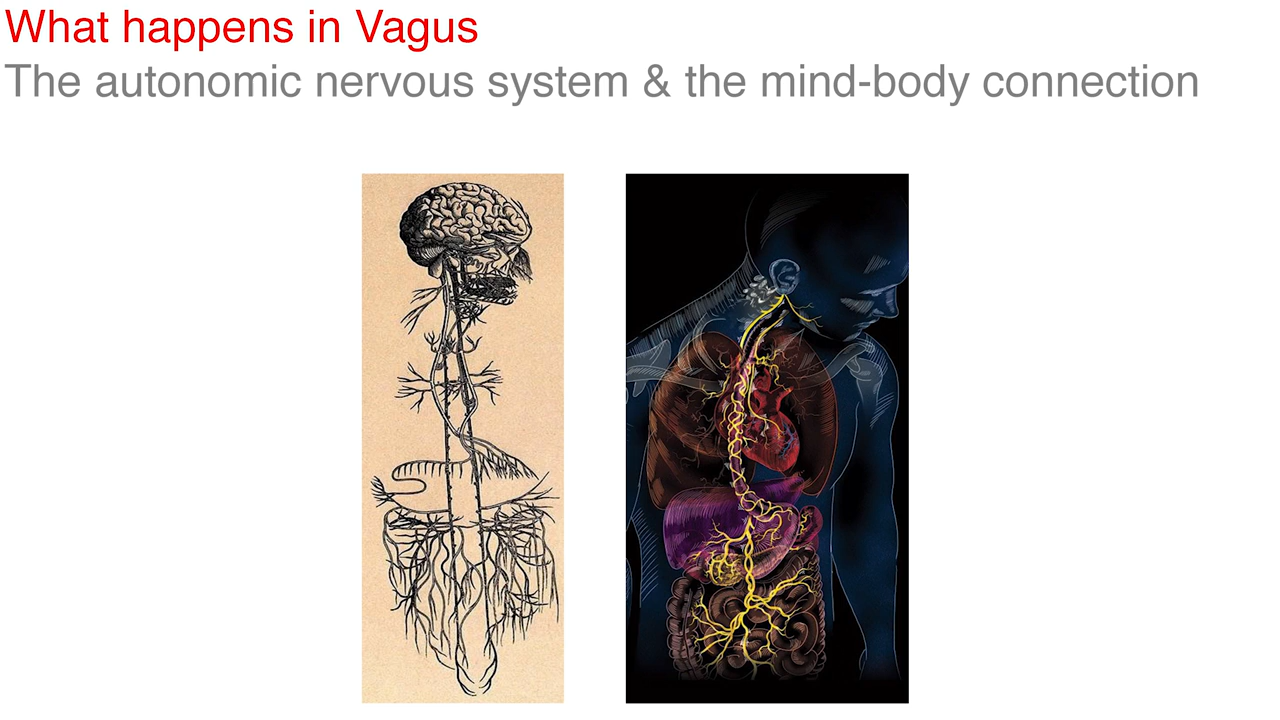 What happens in Vagus
The autonomic nervous system & the mind-body connection